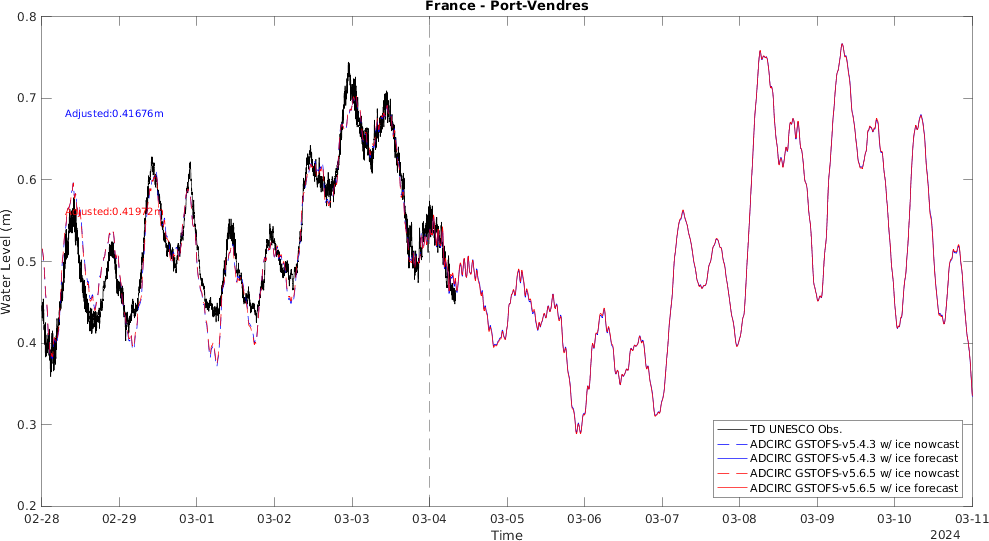 France - Port-Vendres
0.8
0.7
0.6
0.5
0.4
0.3
0.2
Water Level (m)
Adjusted:0.41676m
Adjusted:0.41972m
TD UNESCO Obs.
ADCIRC GSTOFS-v5.4.3 w/ ice nowcast
ADCIRC GSTOFS-v5.4.3 w/ ice forecast
ADCIRC GSTOFS-v5.6.5 w/ ice nowcast
ADCIRC GSTOFS-v5.6.5 w/ ice forecast
02-28 02-29 03-01 03-02 03-03 03-04 03-05 03-06 03-07 03-08 03-09 03-10 03-11
Time
2024